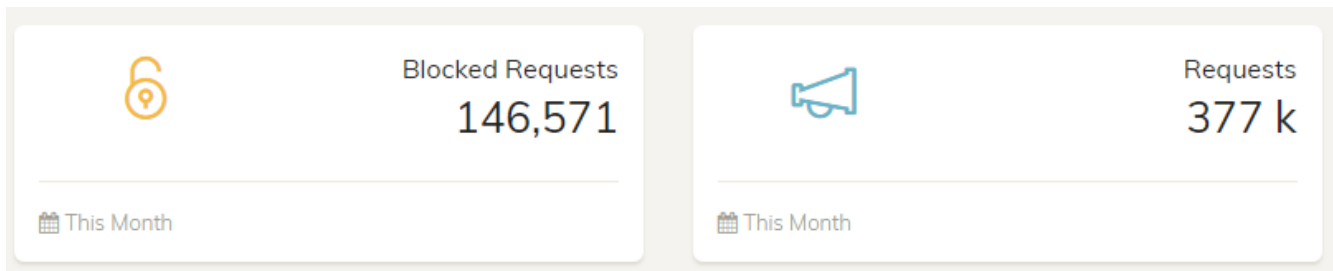 Blocked Requests
146,571
This Month
Requests
377 k
This Month